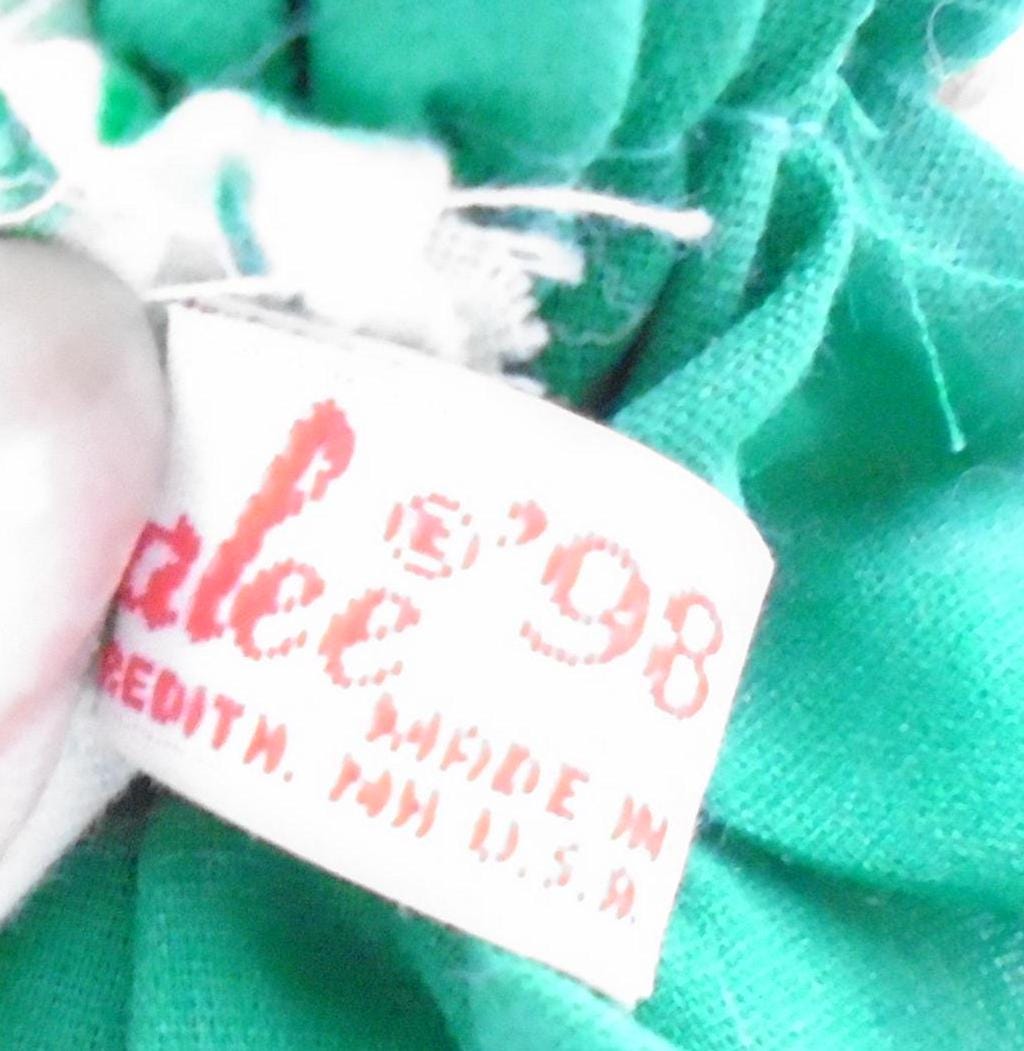 alee Ⓔ '98
MADE IN
REDITH. NH U.S.A.